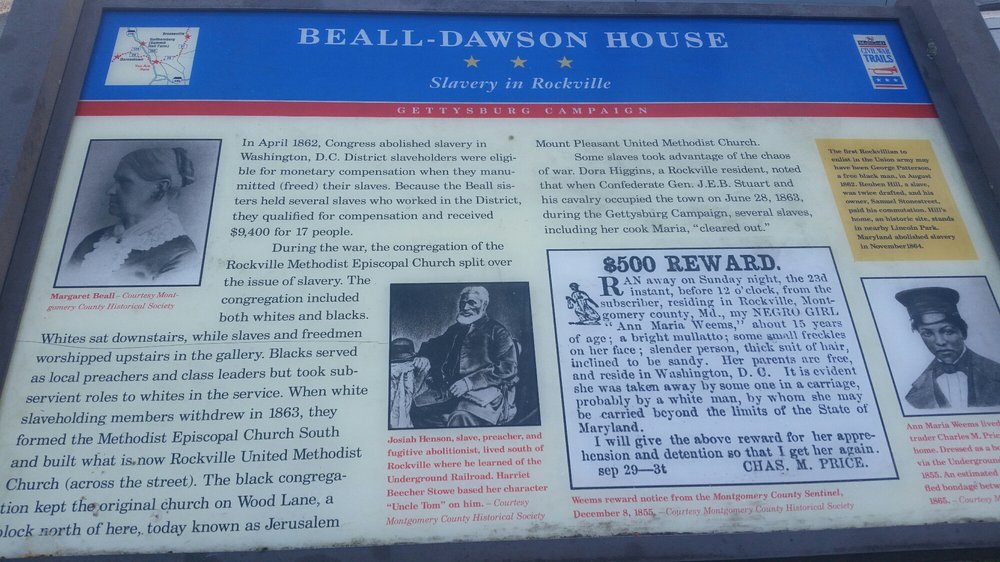 BEALL-DAWSON HOUSE
Slavery in Rockville
GETTYSBURG CAMPAIGN
CIVIL WAR
TRAILS
In April 1862, Congress abolished slavery in
Washington, D.C. District slaveholders were eligi-
ble for monetary compensation when they manu-
mitted (freed) their slaves. Because the Beall sis-
ters held several slaves who worked in the District,
they qualified for compensation and received
$9,400 for 17 people.
During the war, the congregation of the
Rockville Methodist Episcopal Church split over
the issue of slavery. The
congregation included
both whites and blacks.
Whites sat downstairs, while slaves and freedmen
worshipped upstairs in the gallery. Blacks served
as local preachers and class leaders but took sub-
servient roles to whites in the service. When white
slaveholding members withdrew in 1863, they
formed the Methodist Episcopal Church South
and built what is now Rockville United Methodist
Church (across the street). The black congrega-
tion kept the original church on Wood Lane, a
block north of here, today known as Jerusalem
Margaret Beall – Courtesy Mont-
gomery County Historical Society
Josiah Henson, slave, preacher, and
fugitive abolitionist, lived south of
Rockville where he learned of the
Underground Railroad. Harriet
Beecher Stowe based her character
"Uncle Tom" on him. – Courtesy
Montgomery County Historical Society
Mount Pleasant United Methodist Church.
Some slaves took advantage of the chaos
of war. Dora Higgins, a Rockville resident, noted
that when Confederate Gen. J.E.B. Stuart and
his cavalry occupied the town on June 28, 1863,
during the Gettysburg Campaign, several slaves,
including her cook Maria, "cleared out."
$500 REWARD.
RAN away on Sunday night, the 23d
instant, before 12 o'clock, from the
subscriber, residing in Rockville, Mont-
gomery county, Md., my NEGRO GIRL
"Ann Maria Weems," about 15 years
of age; a bright mullatto; some small freckles
on her face; slender person, thick suit of hair,
inclined to be sandy. Her parents are free,
and reside in Washington, D. C. It is evident
she was taken away by some one in a carriage,
probably by a white man, by whom she may
be carried beyond the limits of the State of
Maryland.
I will give the above reward for her appre-
hension and detention so that I get her again.
sep 29—3t CHAS. M. PRICE.
Weems reward notice from the Montgomery County Sentinel,
December 8, 1855. – Courtesy Montgomery County Historical Society
The first Rockvillian to
enlist in the Union army may
have been George Patterson,
a free black man, in August
1862. Reuben Hill, a slave,
was twice drafted, and his
owner, Samuel Stonestreet,
paid his commutation. Hill's
home, an historic site, stands
in nearby Lincoln Park.
Maryland abolished slavery
in November 1864.
Ann Maria Weems lived
trader Charles M. Pric
home. Dressed as a bo
via the Underground
1855. An estimated
fled bondage betw
1865. – Courtesy